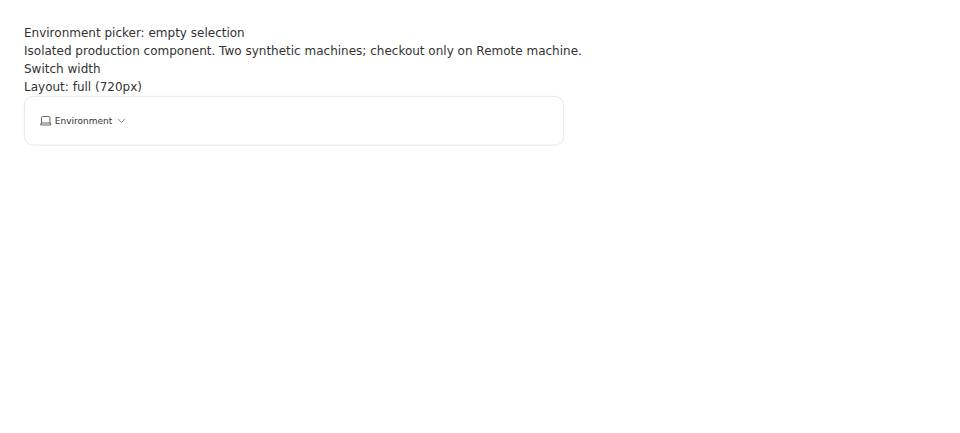 Environment picker: empty selection
Isolated production component. Two synthetic machines; checkout only on Remote machine.
Switch width
Layout: full (720px)
Environment